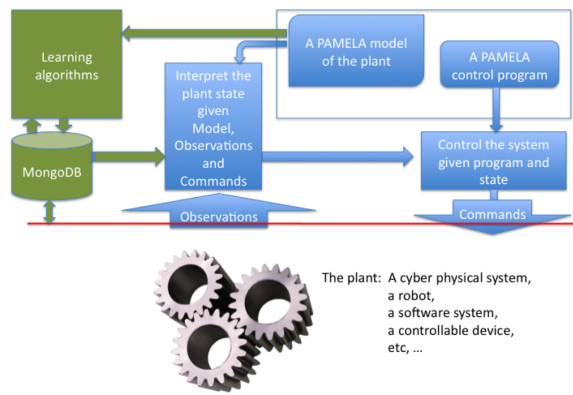 Learning
algorithms
MongoDB
Interpret the
plant state
given
Model,
Observations
and
Commands
Observations
A PAMELA model
of the plant
A PAMELA
control program
Control the system
given program and
state
Commands
The plant: A cyber physical system,
a robot,
a software system,
a controllable device,
etc, ...